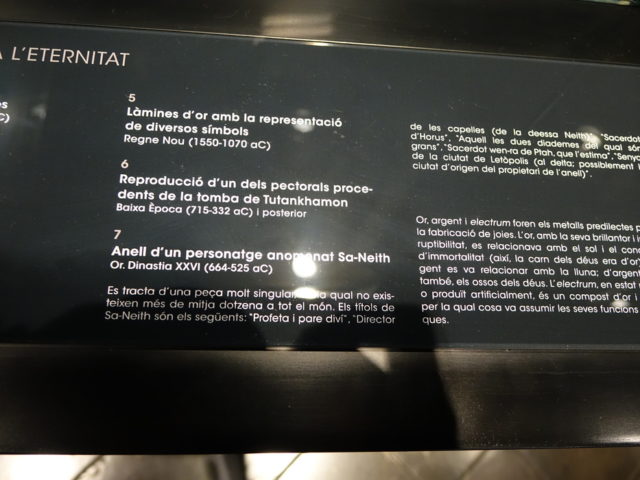 A L'ETERNITAT
5
Làmines d'or amb la representació
de diversos símbols
Regne Nou (1550-1070 aC)
6
Reproducció d'un dels pectorals proce-
dents de la tomba de Tutankhamon
Baixa Època (715-332 aC) i posterior
7
Anell d'un personatge anomenat Sa-Neith
Or. Dinastia XXVI (664-525 aC)
Es tracta d'una peça molt singular, la qual no exis-
teixen més de mitja dotzena a tot el món. Els títols de
Sa-Neith són els següents: "Profeta i pare diví", "Director
de les capelles (de la deessa Neith)", "Sacerdot
d'Horus", "Aquell les dues diademes del qual són
grans", "Sacerdot wen-ra de Ptah, que l'estima", "Senyor
de la ciutat de Letòpolis (al delta; possiblement
ciutat d'origen del propietari de l'anell)".
Or, argent i electrum foren els metalls predilectes
la fabricació de joies. L'or, amb la seva brillantor i
ruptibilitat, es relacionava amb el sol i el
d'immortalitat (així, la carn dels déus era d'or)
gent es va relacionar amb la lluna; d'argent
també, els ossos dels déus. L'electrum, en estat
o produït artificialment, és un compost d'or i
per la qual cosa va assumir les seves funcions
ques.